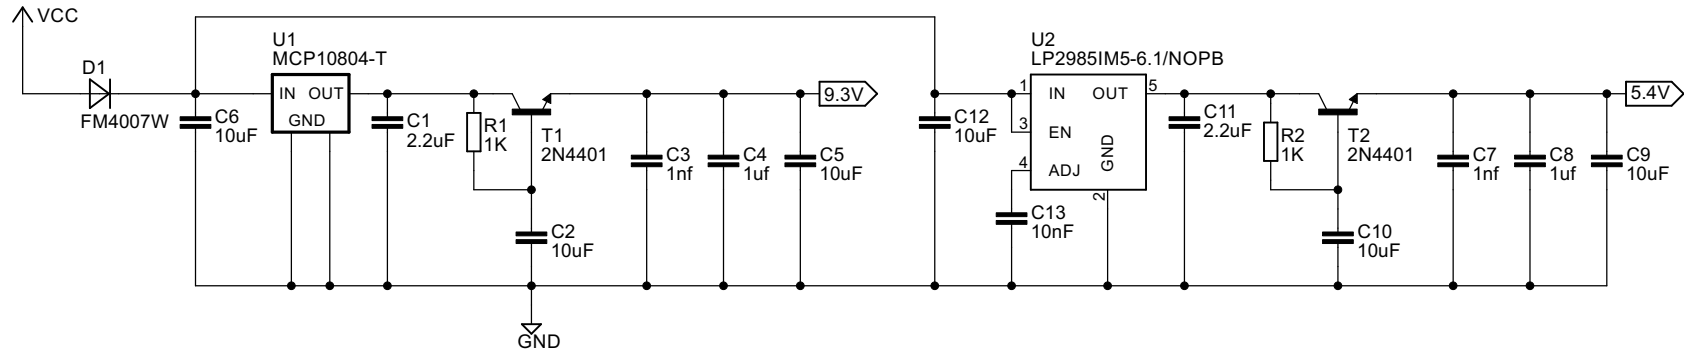 VCC
D1
FM4007W
C6
10uF
U1
MCP10804-T
IN OUT
GND
C1
2.2uF
R1
1K
T1
2N4401
C2
10uF
C3
1nf
C4
1uf
C5
10uF
9.3V
GND
C12
10uF
U2
LP2985IM5-6.1/NOPB
1
IN
3
EN
4
ADJ
OUT
5
GND
2
C13
10nF
C11
2.2uF
R2
1K
T2
2N4401
C10
10uF
C7
1nf
C8
1uf
C9
10uF
5.4V